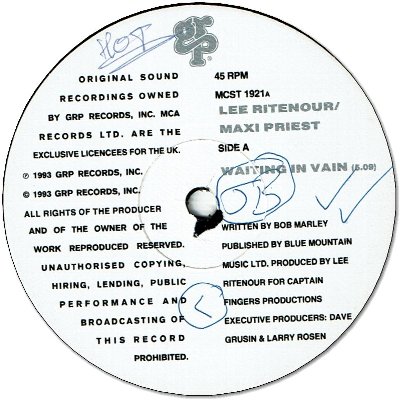 HOT
grp
ORIGINAL SOUND
RECORDINGS OWNED
BY GRP RECORDS, INC. MCA
RECORDS LTD. ARE THE
EXCLUSIVE LICENCEES FOR THE UK.
℗ 1993 GRP RECORDS, INC.
© 1993 GRP RECORDS, INC.
ALL RIGHTS OF THE PRODUCER
AND OF THE OWNER OF THE
WORK REPRODUCED RESERVED.
UNAUTHORISED COPYING,
HIRING, LENDING, PUBLIC
PERFORMANCE AND
BROADCASTING OF
THIS RECORD
PROHIBITED.
45 RPM
MCST 1921A
LEE RITENOUR/
MAXI PRIEST
SIDE A
WAITING IN VAIN (5.09)
WRITTEN BY BOB MARLEY
PUBLISHED BY BLUE MOUNTAIN
MUSIC LTD. PRODUCED BY LEE
RITENOUR FOR CAPTAIN
FINGERS PRODUCTIONS
EXECUTIVE PRODUCERS: DAVE
GRUSIN & LARRY ROSEN